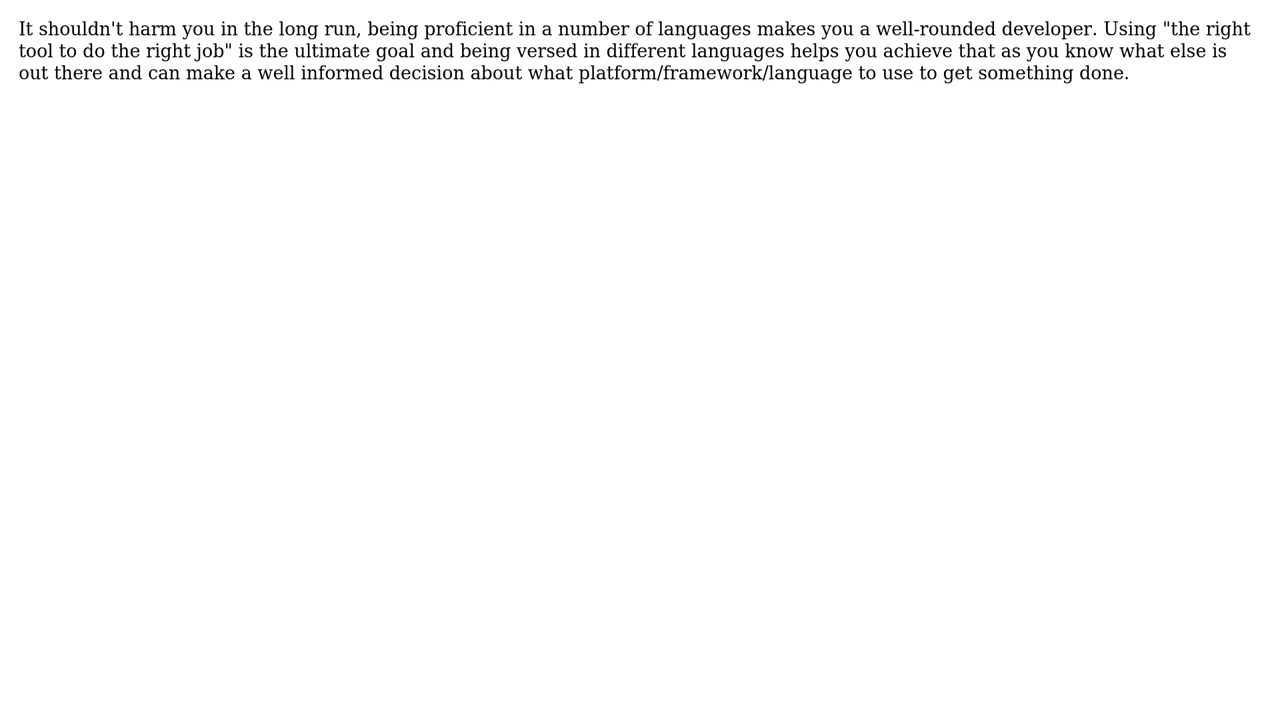 It shouldn't harm you in the long run, being proficient in a number of languages makes you a well-rounded developer. Using "the right
tool to do the right job" is the ultimate goal and being versed in different languages helps you achieve that as you know what else is
out there and can make a well informed decision about what platform/framework/language to use to get something done.